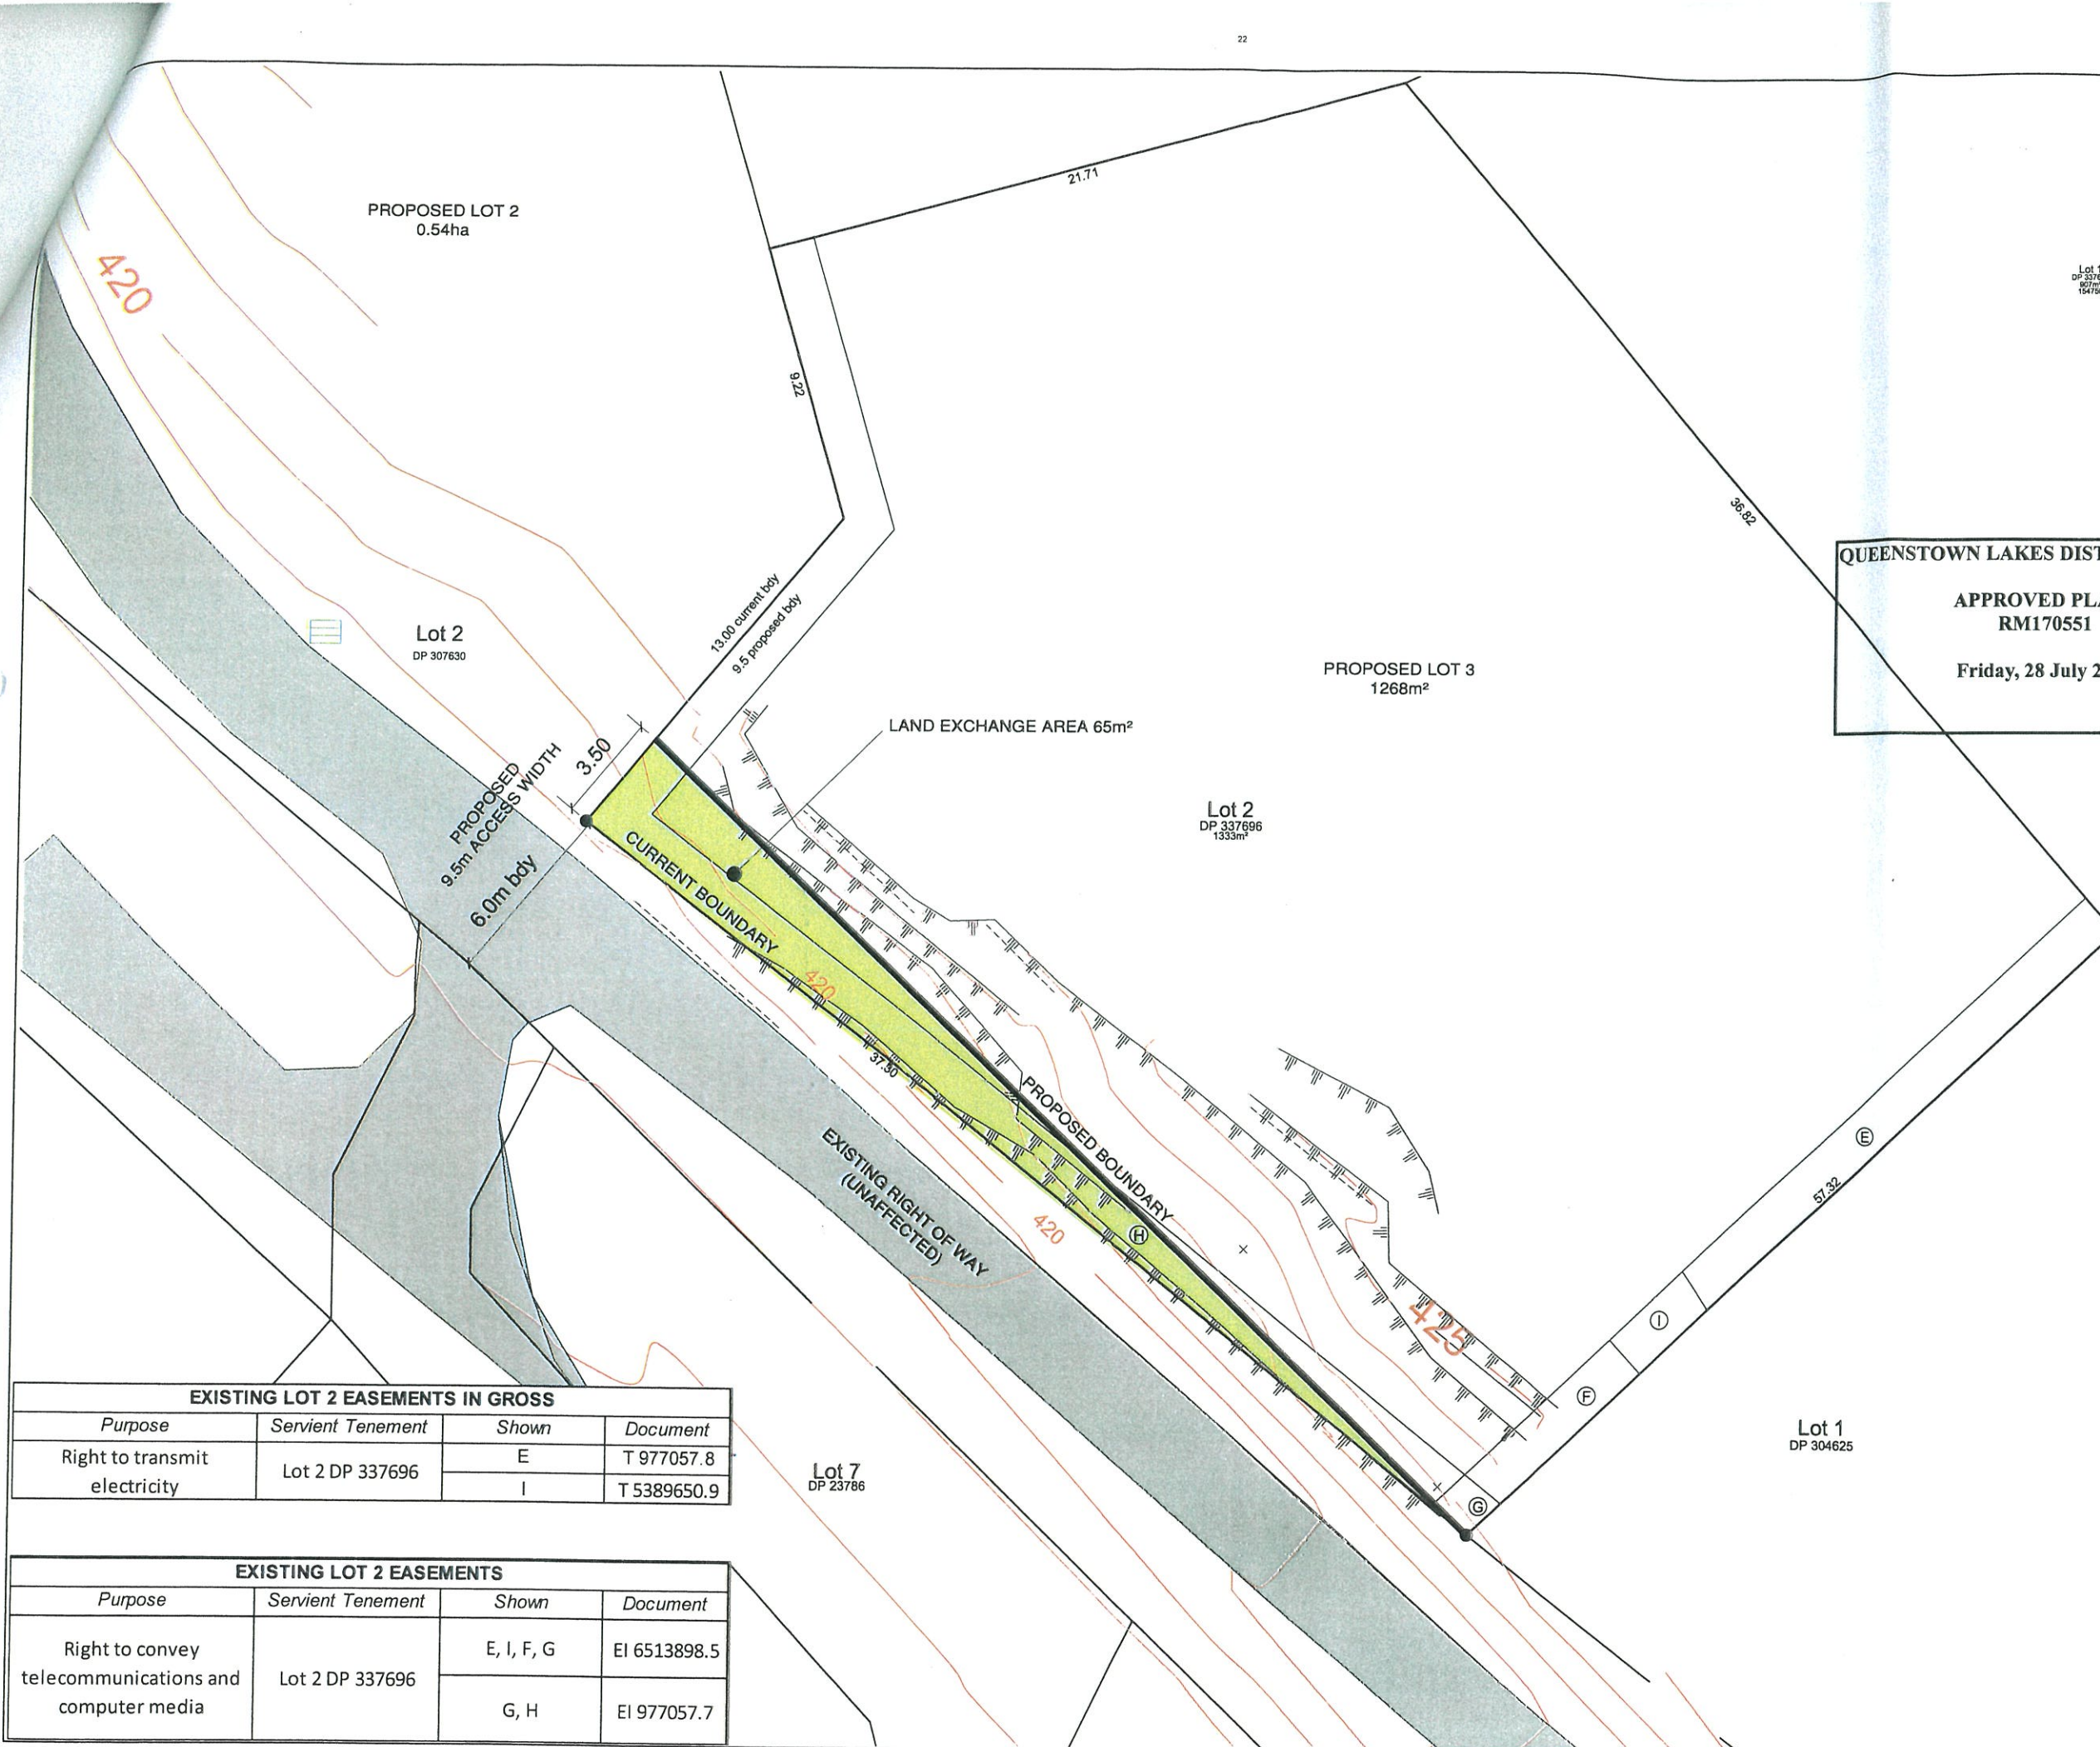 22
PROPOSED LOT 2
0.54ha
21.71
420
9.22
Lot 1
36.82
QUEENSTOWN LAKES DIST
APPROVED PLA
RM170551
Friday, 28 July 2
13.00 current bdy
9.5 proposed bdy
Lot 2
DP 307630
PROPOSED LOT 3
1268m²
LAND EXCHANGE AREA 65m²
3.50
PROPOSED
9.5m ACCESS WIDTH
6.0m bdy
Lot 2
DP 337696
1333m²
CURRENT BOUNDARY
420
37.50
PROPOSED BOUNDARY
EXISTING RIGHT OF WAY
(UNAFFECTED)
H
420
E
57.32
I
425
F
G
Lot 1
DP 304625
Lot 7
DP 23786
EXISTING LOT 2 EASEMENTS IN GROSS
Purpose Servient Tenement Shown Document
Right to transmit electricity Lot 2 DP 337696 E T 977057.8
I T 5389650.9
EXISTING LOT 2 EASEMENTS
Purpose Servient Tenement Shown Document
Right to convey telecommunications and computer media Lot 2 DP 337696 E, I, F, G EI 6513898.5
G, H EI 977057.7